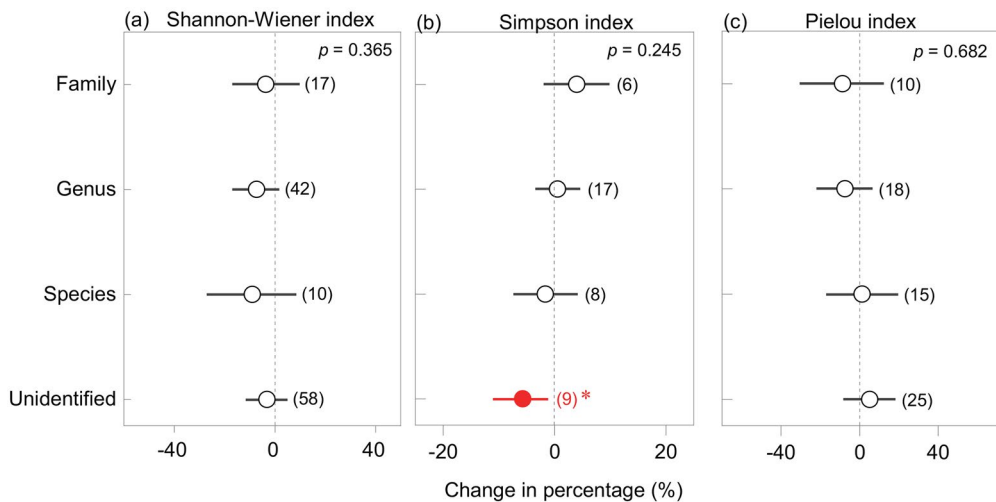 (a) Shannon-Wiener index
(b) Simpson index
(c) Pielou index
p = 0.365
p = 0.245
p = 0.682
Family (17) (6) (10)
Genus (42) (17) (18)
Species (10) (8) (15)
Unidentified (58) (9) * (25)
-40 0 40 -20 0 20 -40 0 40
Change in percentage (%)